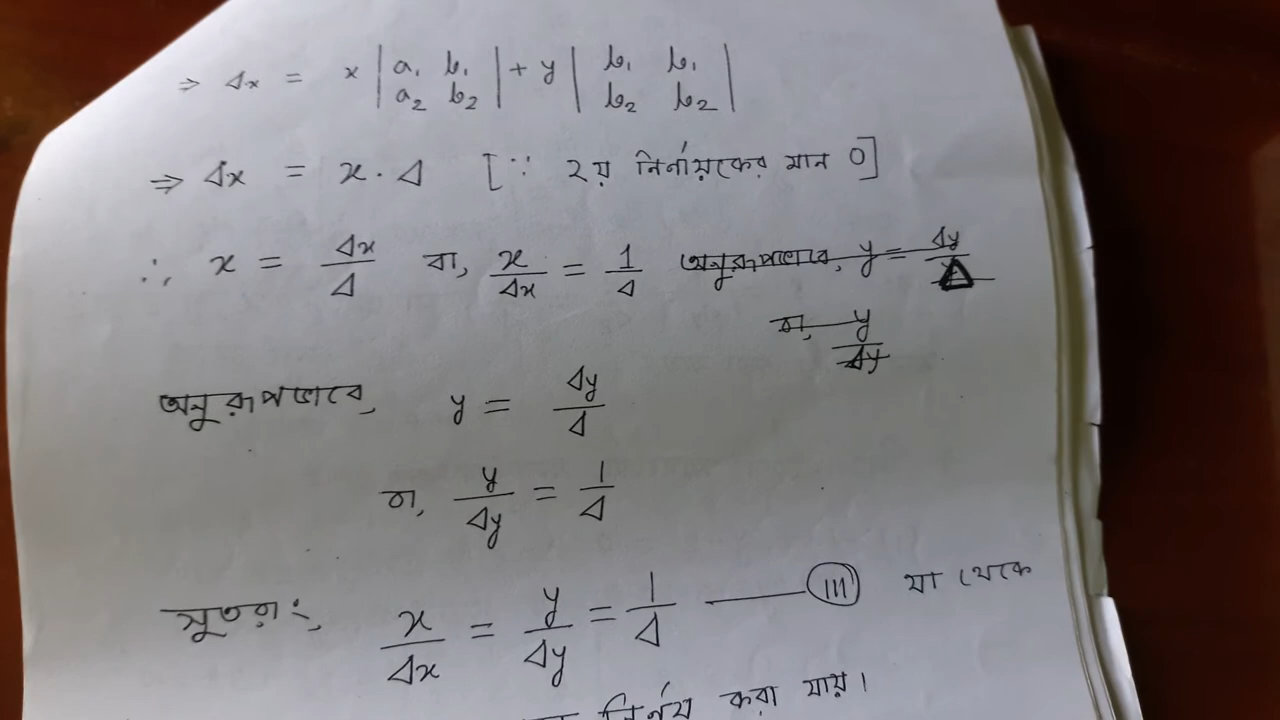 ⇒ Δx = x | a₁ b₁ | + y | b₁ b₁ |
| a₂ b₂ | | b₂ b₂ |
⇒ Δx = x · Δ [∵ ২য় নির্ণায়কের মান 0]
∴ x = Δx/Δ বা, x/Δx = 1/Δ অনুরূপভাবে, y = Δy/Δ
বা, y/Δy
অনুরূপভাবে, y = Δy/Δ
বা, y/Δy = 1/Δ
সুতরাং, x/Δx = y/Δy = 1/Δ —— (III) যা থেকে
নির্ণয় করা যায়।